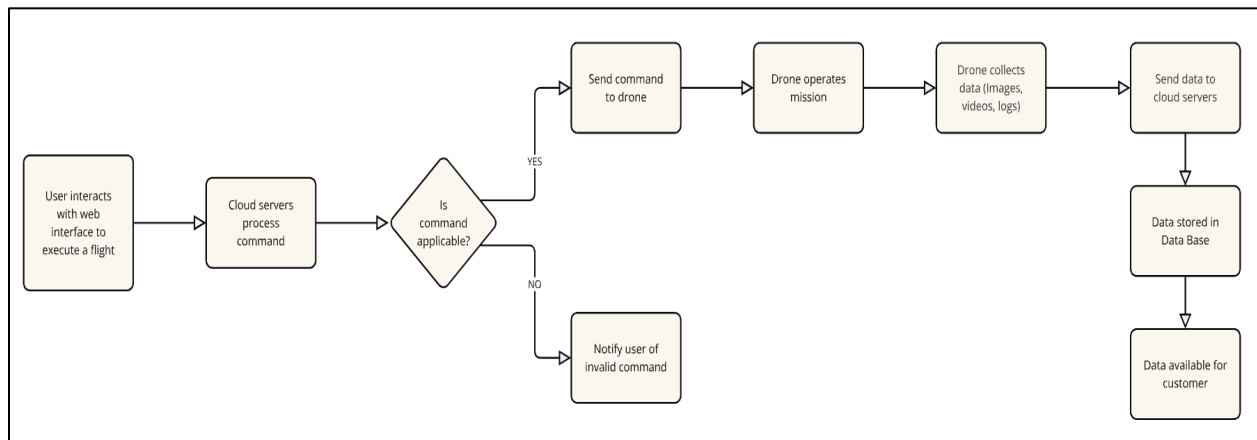 User interacts
with web
interface to
execute a flight
Cloud servers
process
command
Is
command
applicable?
YES
Send command
to drone
Drone operates
mission
Drone collects
data (Images,
videos, logs)
Send data to
cloud servers
Data stored in
Data Base
Data available for
customer
NO
Notify user of
invalid command